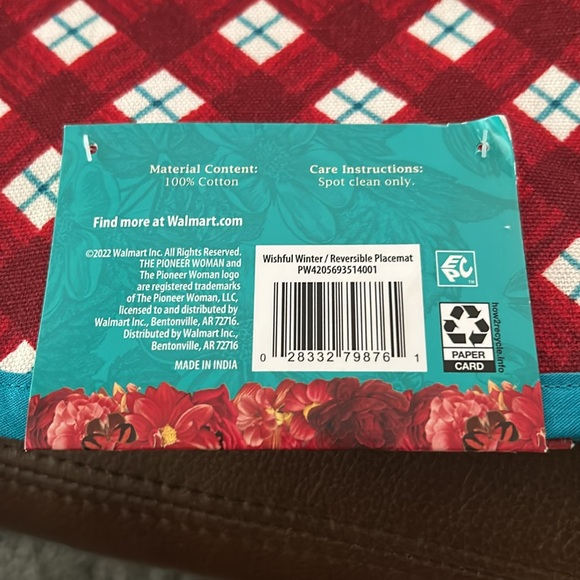 Material Content:
100% Cotton
Care Instructions:
Spot clean only.
Find more at Walmart.com
©2022 Walmart Inc. All Rights Reserved.
THE PIONEER WOMAN and
The Pioneer Woman logo
are registered trademarks
of The Pioneer Woman, LLC,
licensed to and distributed by
Walmart Inc., Bentonville, AR 72716.
Distributed by Walmart Inc.,
Bentonville, AR 72716.
MADE IN INDIA
Wishful Winter / Reversible Placemat
PW4205693514001
0 28332 79876 1
EPC
TM
PAPER
CARD
how2recycle.info